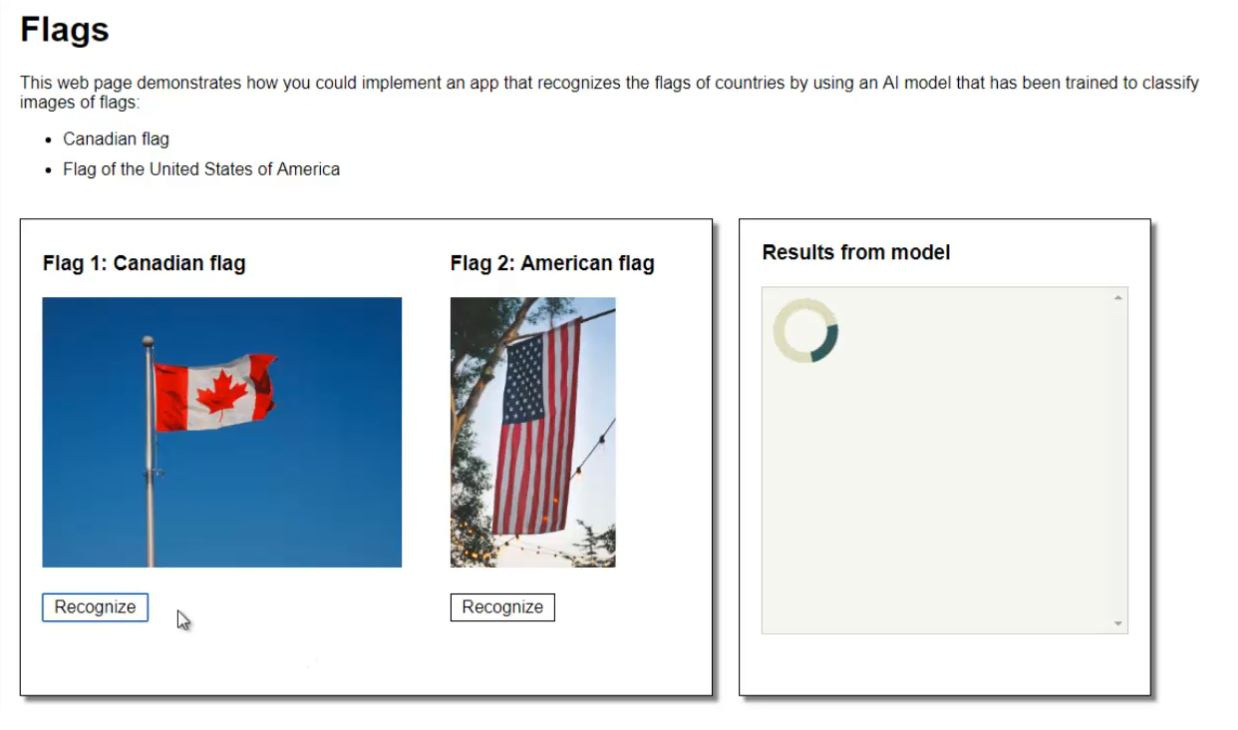 Flags
This web page demonstrates how you could implement an app that recognizes the flags of countries by using an AI model that has been trained to classify
images of flags:
• Canadian flag
• Flag of the United States of America
Flag 1: Canadian flag
Flag 2: American flag
Recognize
Recognize
Results from model